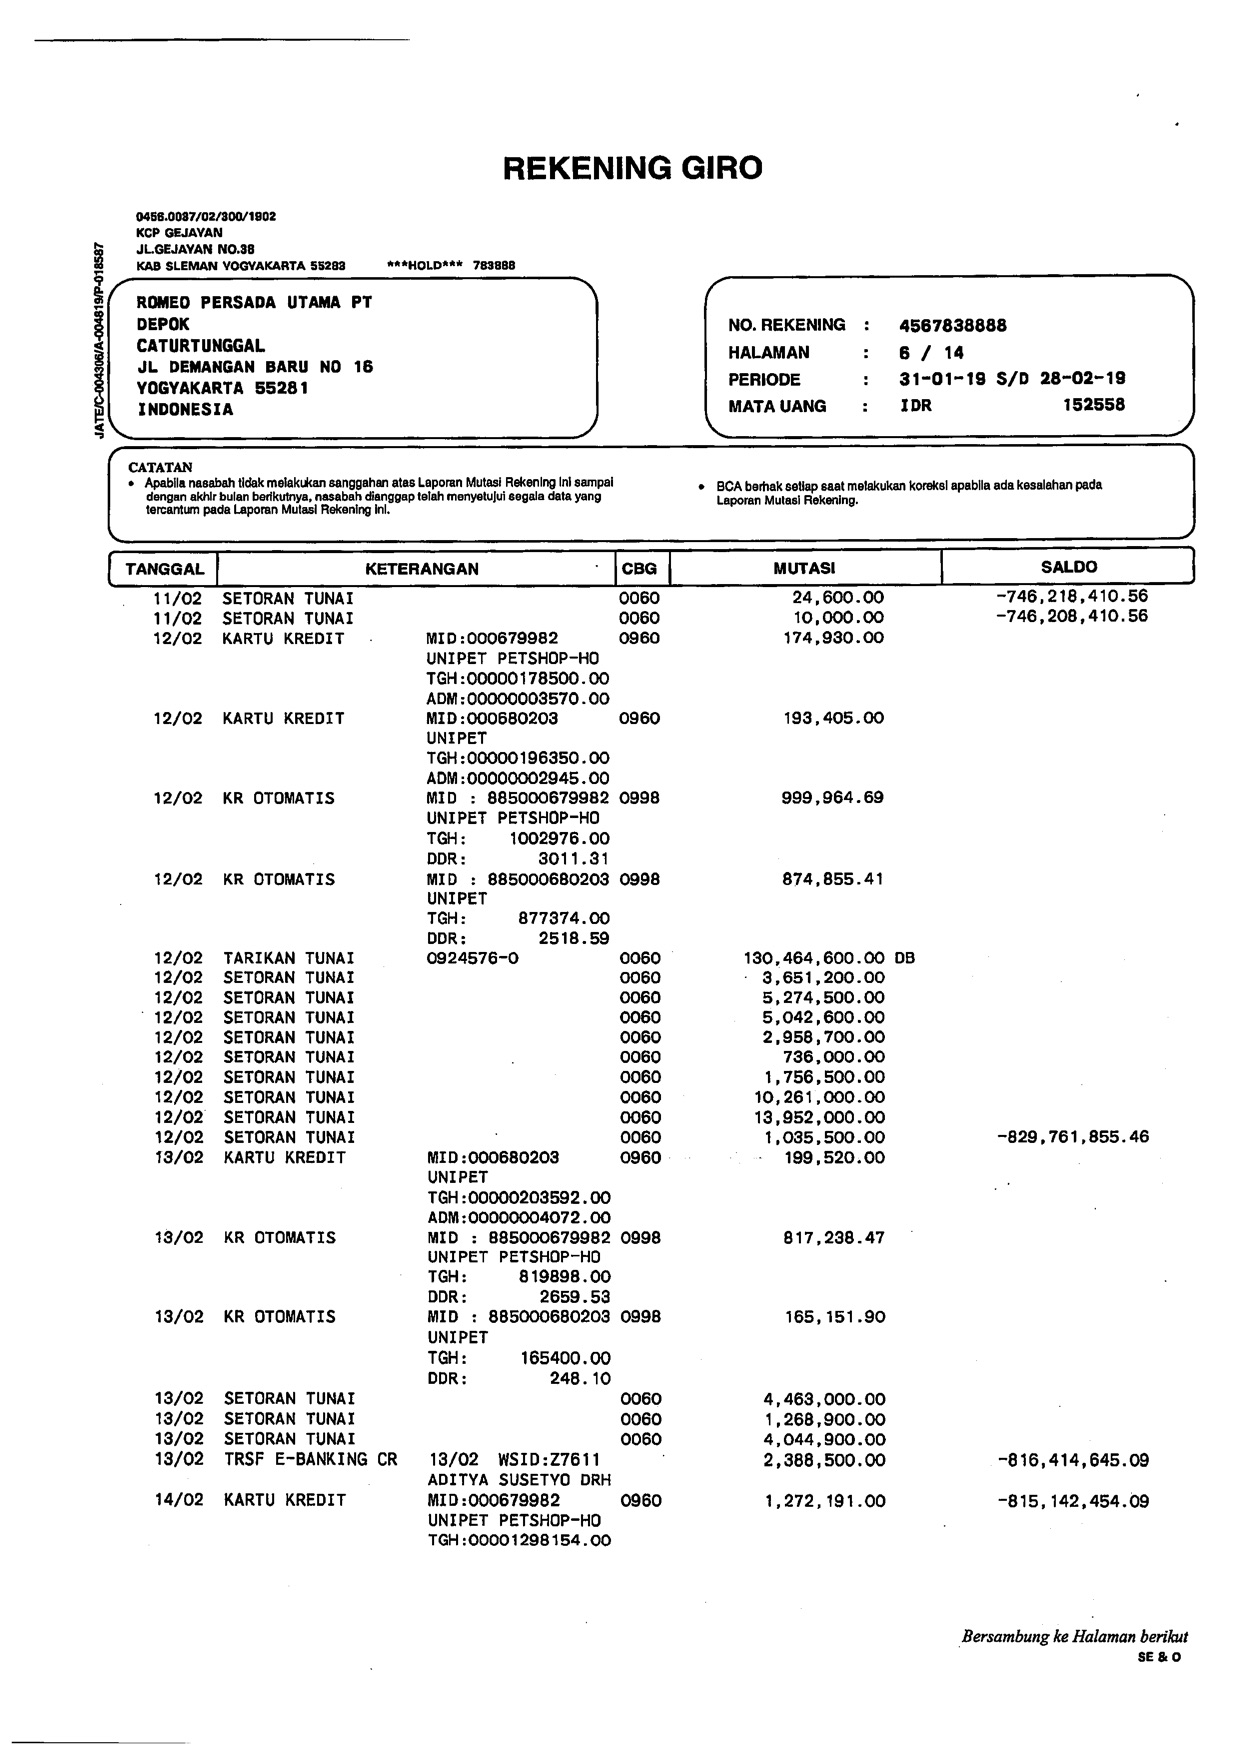 REKENING GIRO
0456.0037/02/300/1902
KCP GEJAYAN
JL.GEJAYAN NO.38
KAB SLEMAN YOGYAKARTA 55283 ***HOLD*** 783888
JATE/C-004306/A-004819/P-018587
ROMEO PERSADA UTAMA PT
DEPOK
CATURTUNGGAL
JL DEMANGAN BARU NO 16
YOGYAKARTA 55281
INDONESIA
NO. REKENING : 4567838888
HALAMAN : 6 / 14
PERIODE : 31-01-19 S/D 28-02-19
MATA UANG : IDR 152558
CATATAN
• Apabila nasabah tidak melakukan sanggahan atas Laporan Mutasi Rekening ini sampai
dengan akhir bulan berikutnya, nasabah dianggap telah menyetujui segala data yang
tercantum pada Laporan Mutasi Rekening ini.
• BCA berhak setiap saat melakukan koreksi apabila ada kesalahan pada
Laporan Mutasi Rekening.
TANGGAL KETERANGAN CBG MUTASI SALDO
11/02 SETORAN TUNAI 0060 24,600.00 -746,218,410.56
11/02 SETORAN TUNAI 0060 10,000.00 -746,208,410.56
12/02 KARTU KREDIT MID:000679982 0960 174,930.00
UNIPET PETSHOP-HO
TGH:00000178500.00
ADM:00000003570.00
12/02 KARTU KREDIT MID:000680203 0960 193,405.00
UNIPET
TGH:00000196350.00
ADM:00000002945.00
12/02 KR OTOMATIS MID : 885000679982 0998 999,964.69
UNIPET PETSHOP-HO
TGH: 1002976.00
DDR: 3011.31
12/02 KR OTOMATIS MID : 885000680203 0998 874,855.41
UNIPET
TGH: 877374.00
DDR: 2518.59
12/02 TARIKAN TUNAI 0924576-0 0060 130,464,600.00 DB
12/02 SETORAN TUNAI 0060 3,651,200.00
12/02 SETORAN TUNAI 0060 5,274,500.00
12/02 SETORAN TUNAI 0060 5,042,600.00
12/02 SETORAN TUNAI 0060 2,958,700.00
12/02 SETORAN TUNAI 0060 736,000.00
12/02 SETORAN TUNAI 0060 1,756,500.00
12/02 SETORAN TUNAI 0060 10,261,000.00
12/02 SETORAN TUNAI 0060 13,952,000.00
12/02 SETORAN TUNAI 0060 1,035,500.00 -829,761,855.46
13/02 KARTU KREDIT MID:000680203 0960 199,520.00
UNIPET
TGH:00000203592.00
ADM:00000004072.00
13/02 KR OTOMATIS MID : 885000679982 0998 817,238.47
UNIPET PETSHOP-HO
TGH: 819898.00
DDR: 2659.53
13/02 KR OTOMATIS MID : 885000680203 0998 165,151.90
UNIPET
TGH: 165400.00
DDR: 248.10
13/02 SETORAN TUNAI 0060 4,463,000.00
13/02 SETORAN TUNAI 0060 1,268,900.00
13/02 SETORAN TUNAI 0060 4,044,900.00
13/02 TRSF E-BANKING CR 13/02 WSID:Z7611 2,388,500.00 -816,414,645.09
ADITYA SUSETYO DRH
14/02 KARTU KREDIT MID:000679982 0960 1,272,191.00 -815,142,454.09
UNIPET PETSHOP-HO
TGH:00001298154.00
Bersambung ke Halaman berikut
SE & O